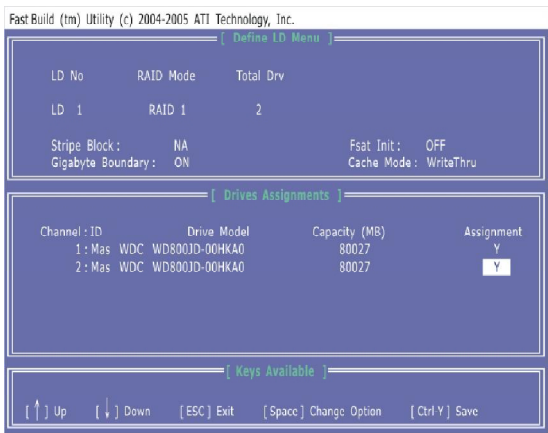 Fast Build (tm) Utility (c) 2004-2005 ATI Technology, Inc.
[ Define LD Menu ]
LD No RAID Mode Total Drv
LD 1 RAID 1 2
Stripe Block : NA Fsat Init : OFF
Gigabyte Boundary : ON Cache Mode : WriteThru
[ Drives Assignments ]
Channel : ID Drive Model Capacity (MB) Assignment
1 : Mas WDC WD800JD-00HKA0 80027 Y
2 : Mas WDC WD800JD-00HKA0 80027 Y
[ Keys Available ]
[ ↑ ] Up [ ↓ ] Down [ ESC ] Exit [ Space ] Change Option [ Ctrl-Y ] Save